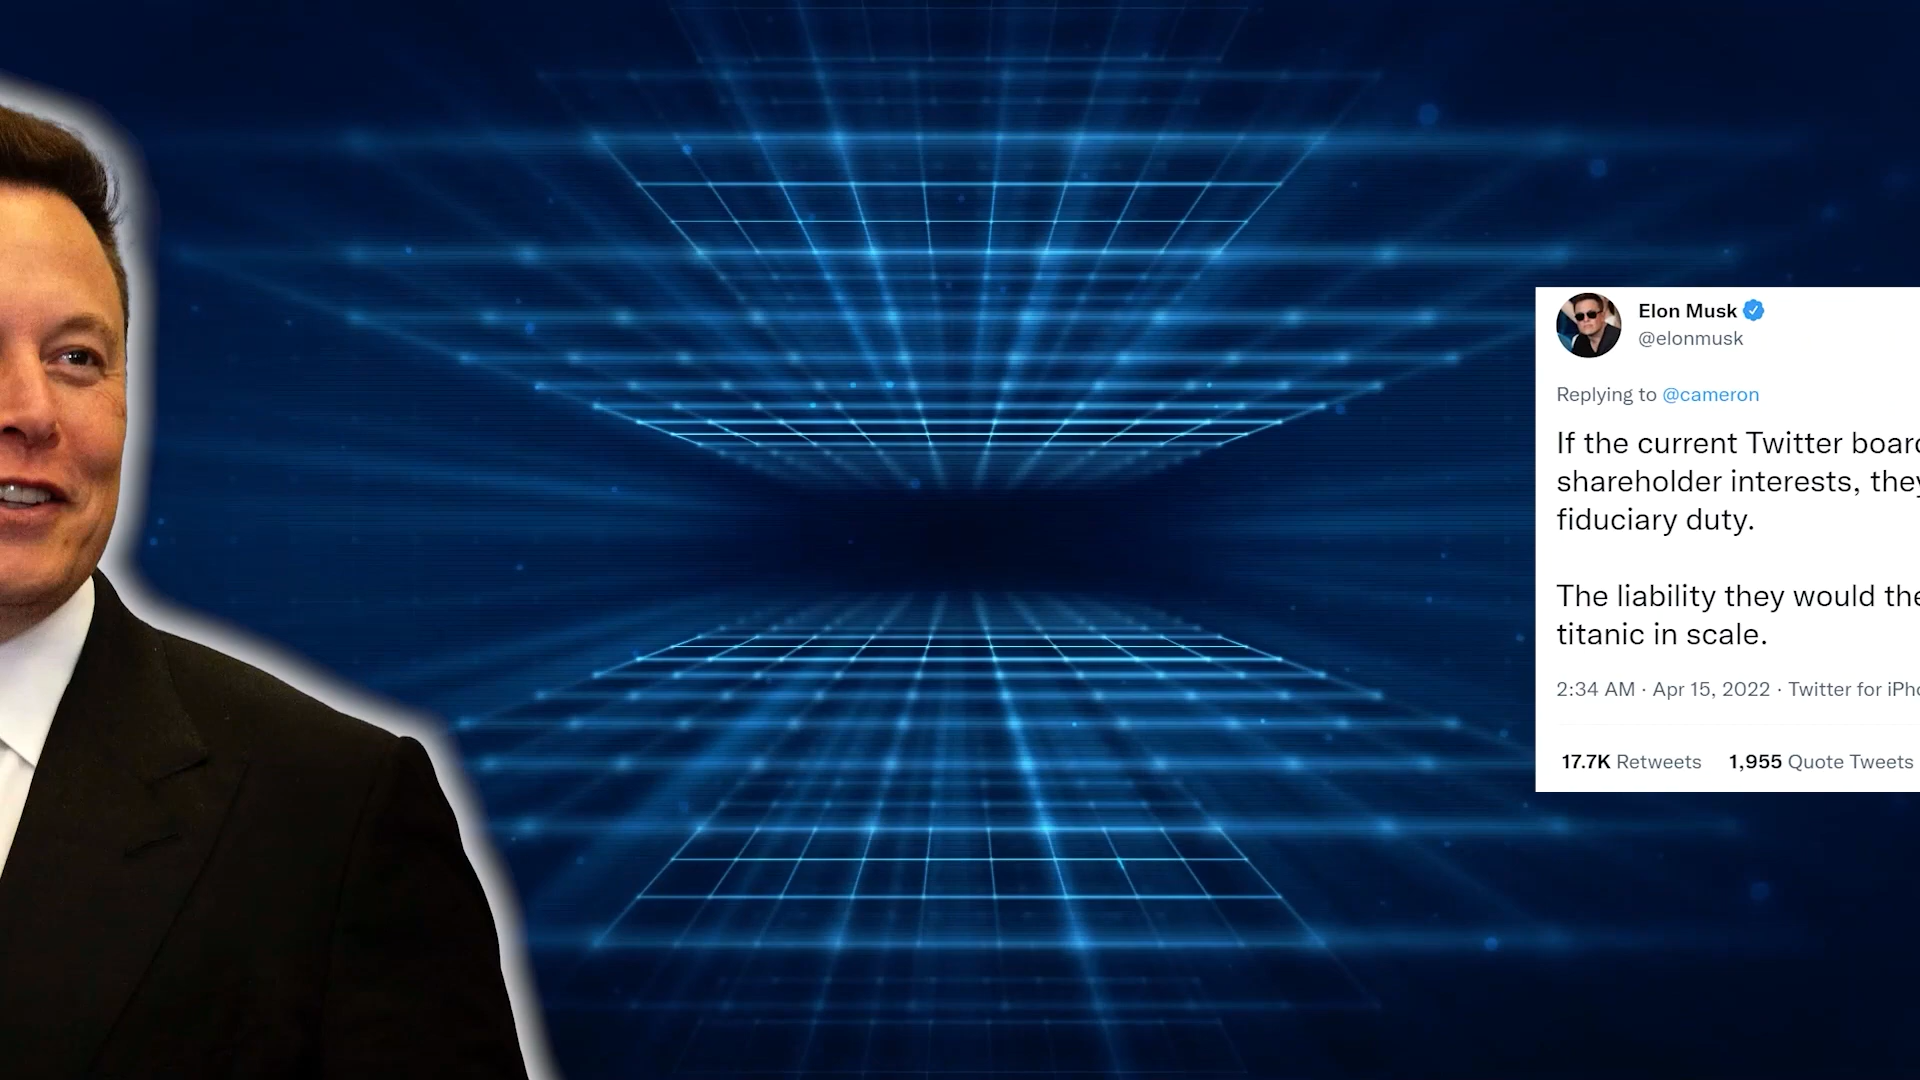 Elon Musk
@elonmusk
Replying to @cameron
If the current Twitter
shareholder interests,
fiduciary duty.
The liability they would
titanic in scale.
2:34 AM · Apr 15, 2022 · Twitter for
17.7K Retweets 1,955 Quote Tweets